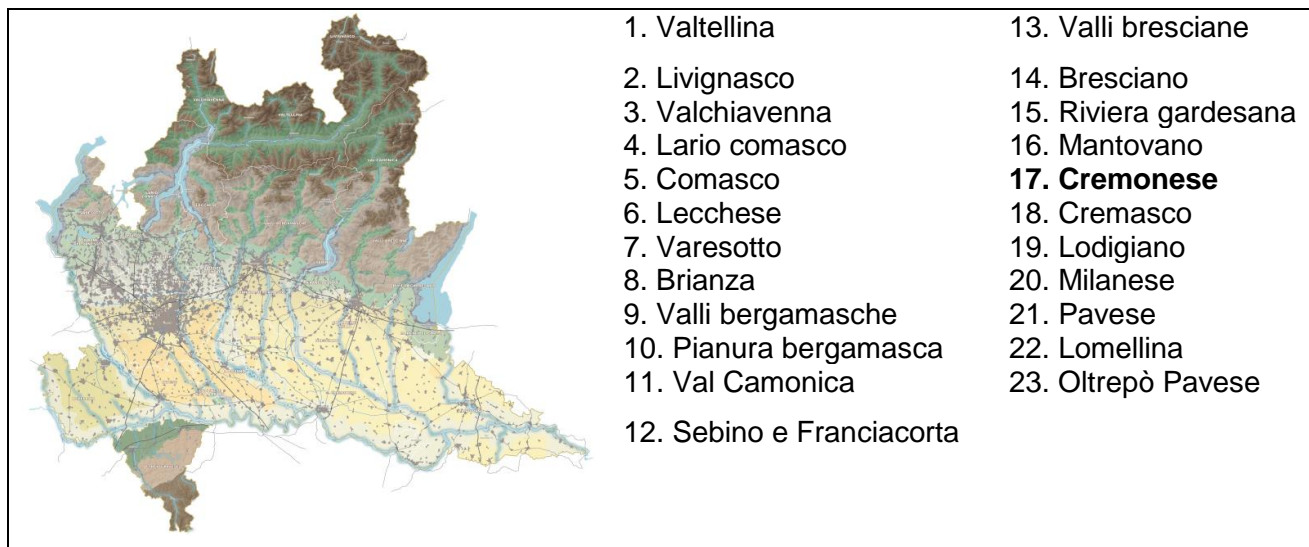 1. Valtellina
2. Livignasco
3. Valchiavenna
4. Lario comasco
5. Comasco
6. Lecchese
7. Varesotto
8. Brianza
9. Valli bergamasche
10. Pianura bergamasca
11. Val Camonica
12. Sebino e Franciacorta
13. Valli bresciane
14. Bresciano
15. Riviera gardesana
16. Mantovano
17. Cremonese
18. Cremasco
19. Lodigiano
20. Milanese
21. Pavese
22. Lomellina
23. Oltrepò Pavese